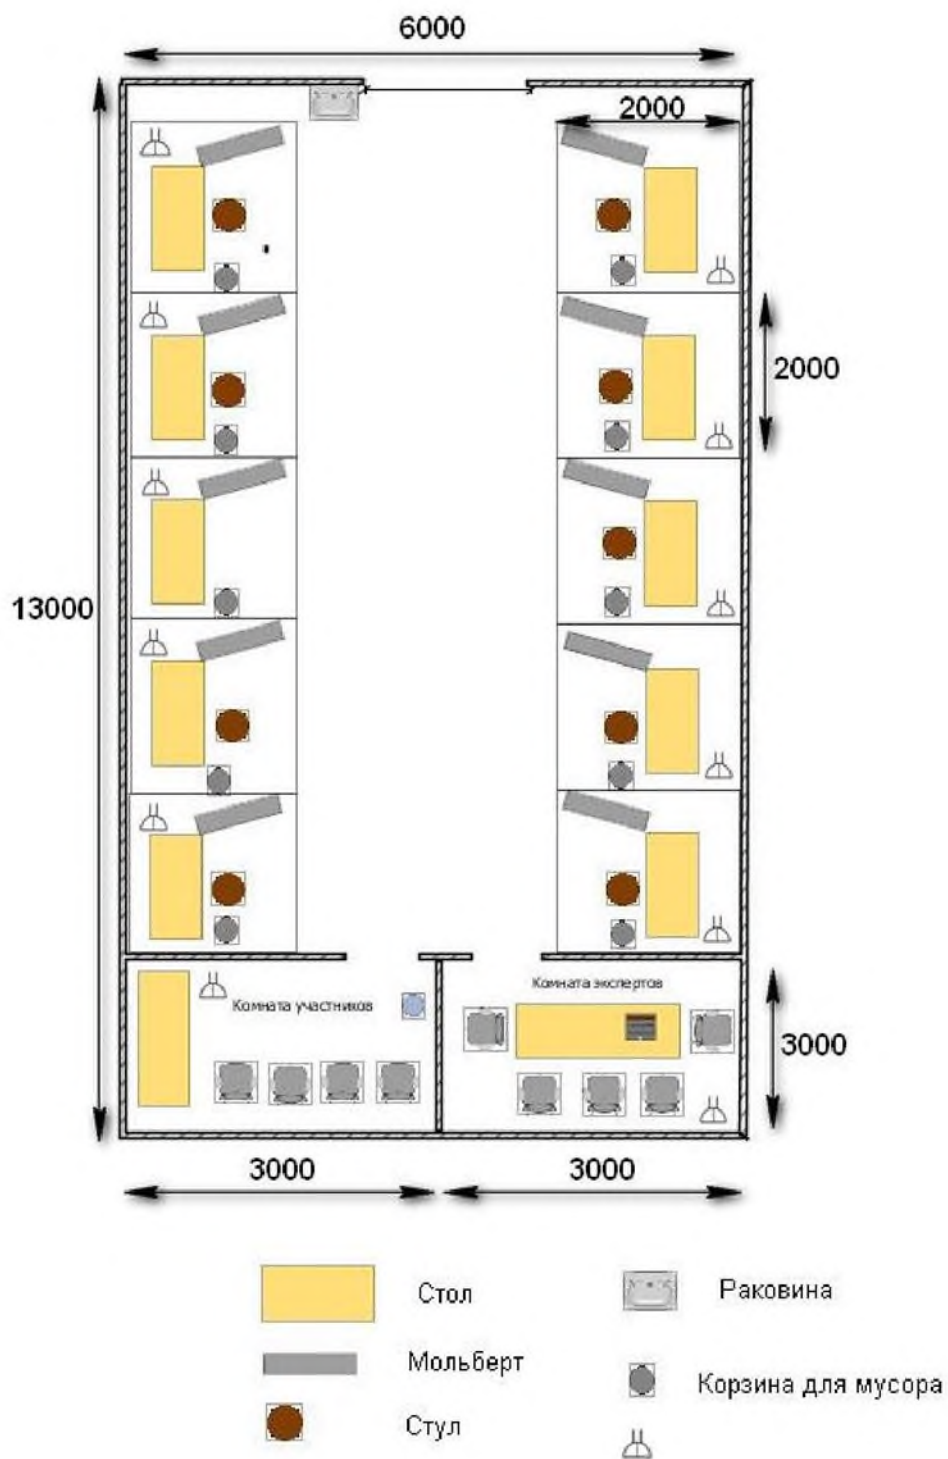 6000
2000
2000
13000
Комната участников
Комната экспертов
3000
3000
3000
Стол
Раковина
Мольберт
Корзина для мусора
Стул